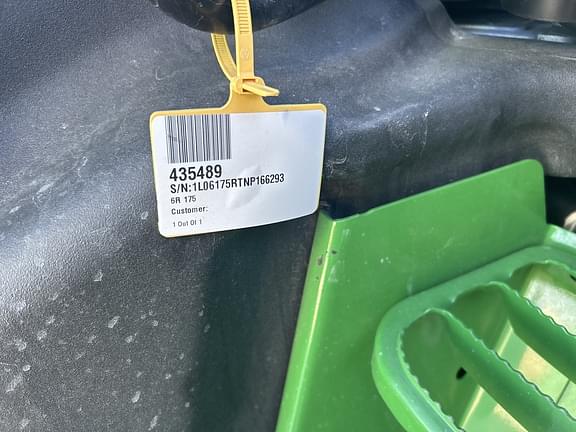 435489
S/N:1L06175RTNP166293
6R 175
Customer:
1 Out Of 1